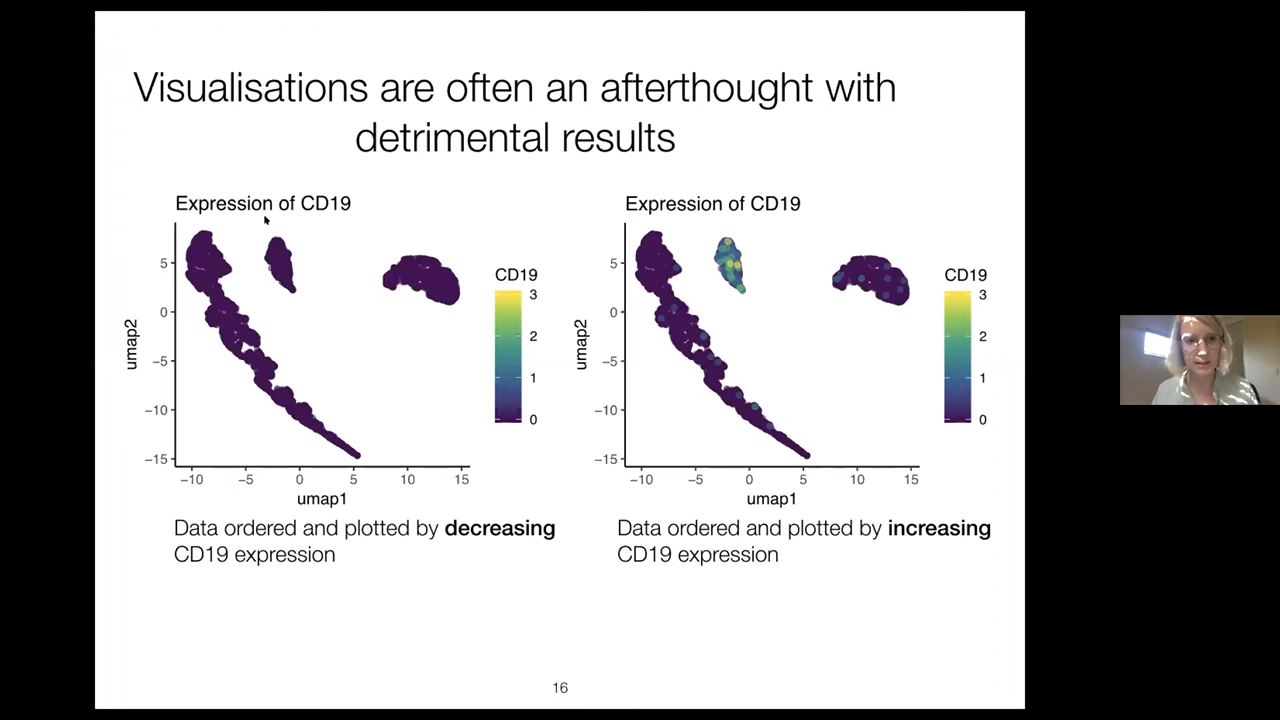 Visualisations are often an afterthought with
detrimental results
Expression of CD19
5
0
−5
−10
−15
umap2
−10
−5
0
5
10
15
umap1
CD19
3
2
1
0
Data ordered and plotted by decreasing
CD19 expression
Expression of CD19
5
0
−5
−10
−15
umap2
−10
−5
0
5
10
15
umap1
CD19
3
2
1
0
Data ordered and plotted by increasing
CD19 expression
16